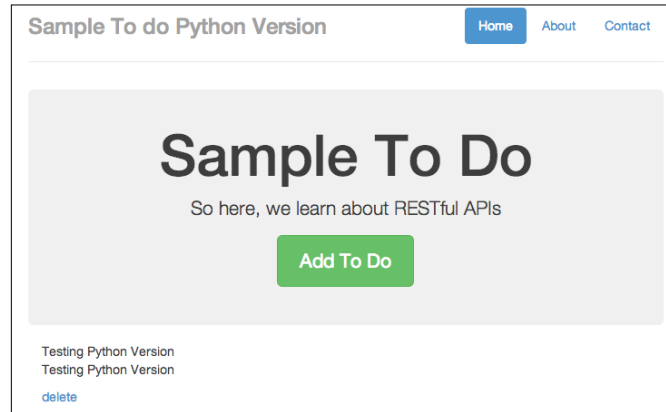 Sample To do Python Version
Home About Contact
Sample To Do
So here, we learn about RESTful APIs
Add To Do
Testing Python Version
Testing Python Version
delete